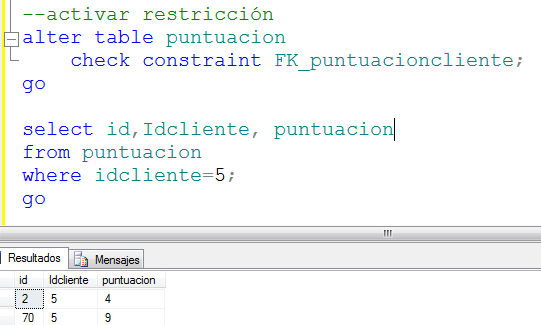 --activar restricción
alter table puntuacion
check constraint FK_puntuacioncliente;
go
select id,Idcliente, puntuacion
from puntuacion
where idcliente=5;
go
Resultados Mensajes
id Idcliente puntuacion
2 5 4
70 5 9